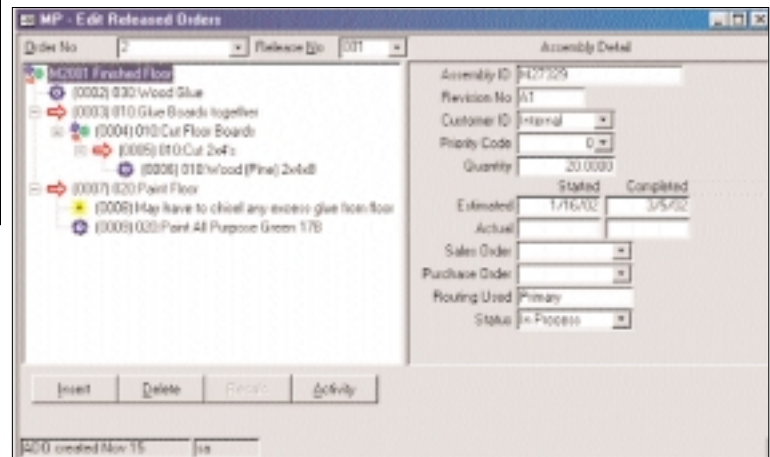 MP - Edit Released Orders
Order No 2 Release No 001
Assembly Detail
M2001 Finished Floor
(0002) 030:Wood Glue
(0003) 010:Glue Boards together
(0004) 010:Cut Floor Boards
(0005) 010:Cut 2x4's
(0006) 010:Wood (Pine) 2x4x8
(0007) 020:Paint Floor
(0008) May have to chisel any excess glue from floor
(0009) 020:Paint All Purpose Green 178
Assembly ID M27329
Revision No A1
Customer ID Internal
Priority Code 0
Quantity 20.0000
Started Completed
Estimated 1/16/02 3/5/02
Actual
Sales Order
Purchase Order
Routing Used Primary
Status In Process
Insert Delete Recalc Activity
created Nov 15 sa